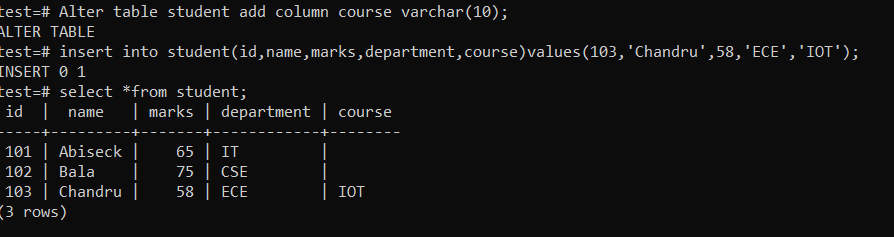 test=# Alter table student add column course varchar(10);
ALTER TABLE
test=# insert into student(id,name,marks,department,course)values(103,'Chandru',58,'ECE','IOT');
INSERT 0 1
test=# select *from student;
 id  |  name   | marks | department | course
-----+---------+-------+------------+--------
 101 | Abiseck |    65 | IT         |
 102 | Bala    |    75 | CSE        |
 103 | Chandru |    58 | ECE        | IOT
(3 rows)